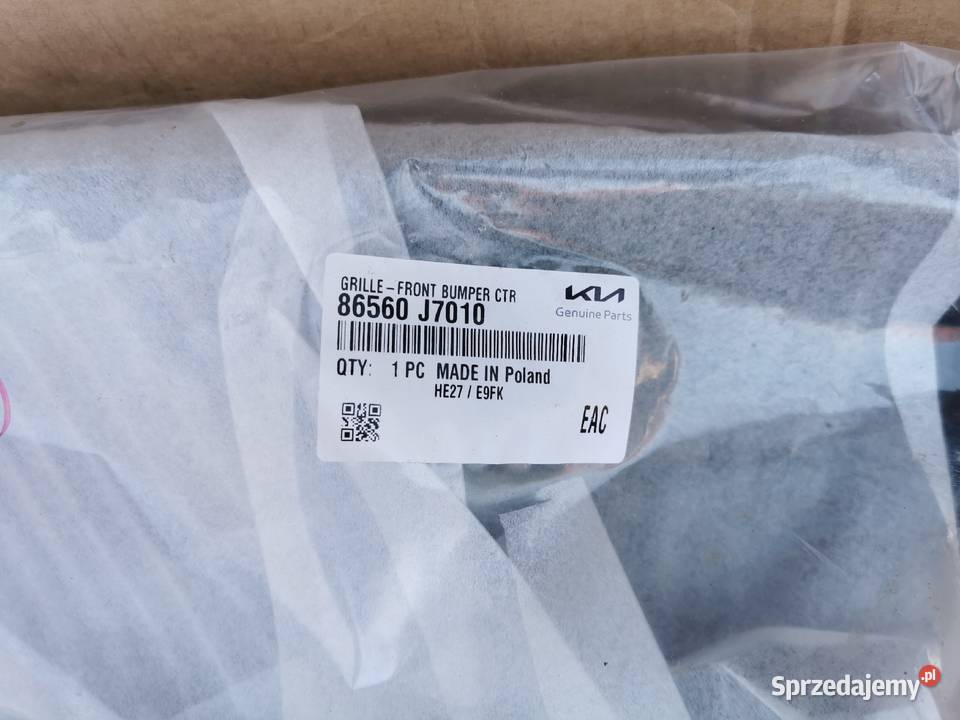 GRILLE-FRONT BUMPER CTR
86560 J7010
KIA
Genuine Parts
QTY: 1 PC MADE IN Poland
HE27 / E9FK
EAC
Sprzedajemy.pl